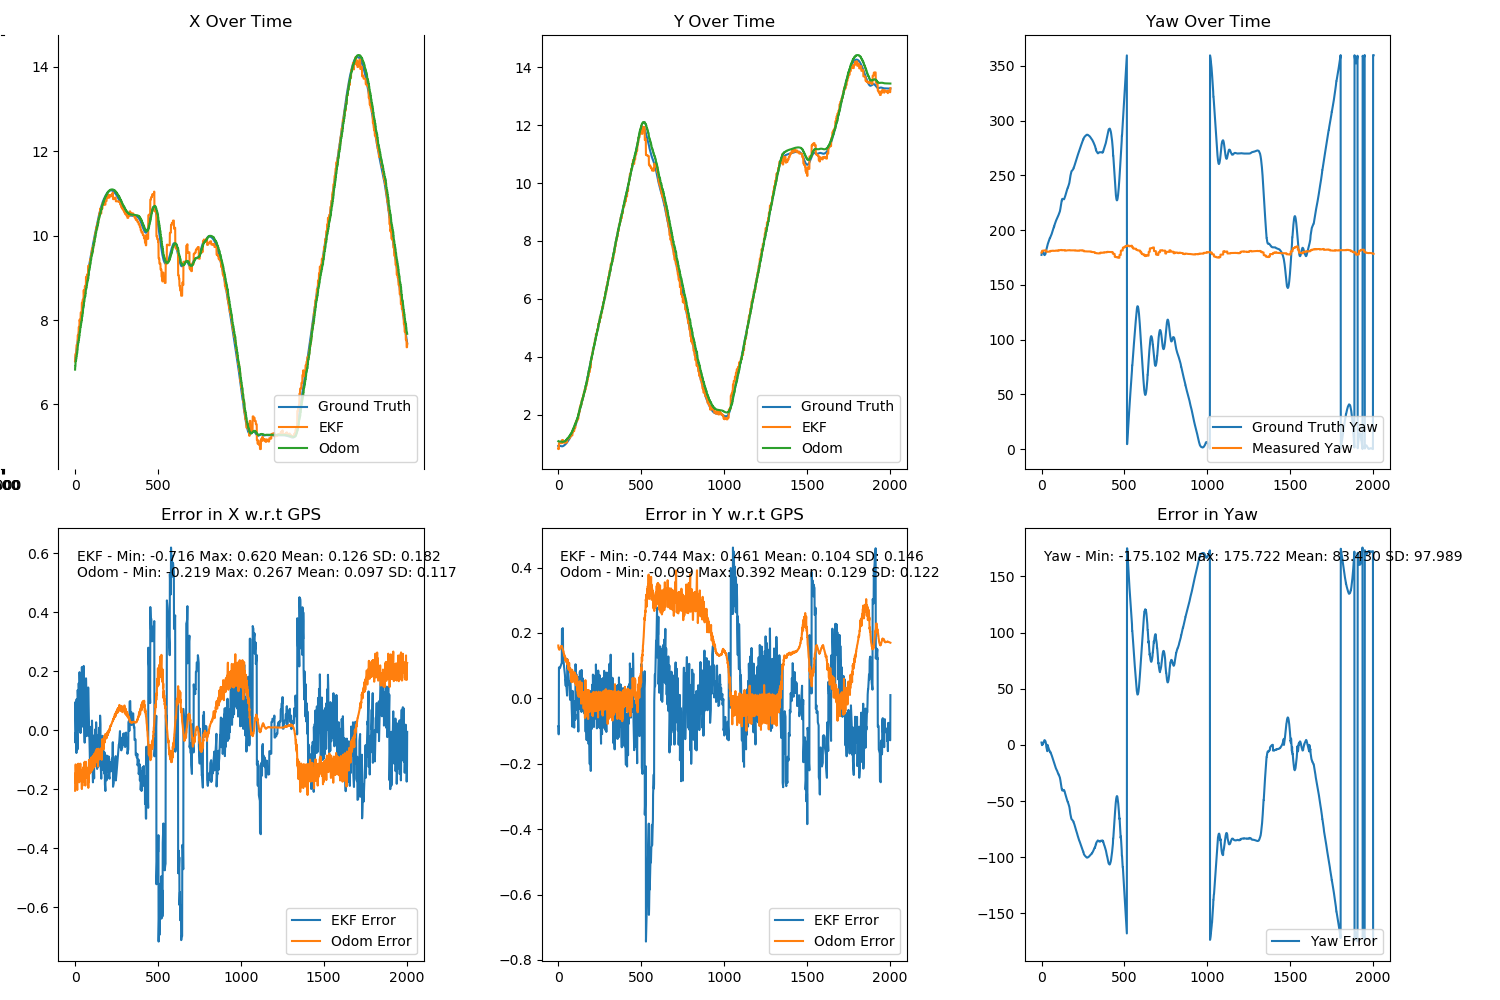 X Over Time
14
12
10
8
6
0
500
Ground Truth
EKF
Odom
Y Over Time
14
12
10
8
6
4
2
0
500
1000
1500
2000
Ground Truth
EKF
Odom
Yaw Over Time
350
300
250
200
150
100
50
0
0
500
1000
1500
2000
Ground Truth Yaw
Measured Yaw
Error in X w.r.t GPS
EKF - Min: -0.716 Max: 0.620 Mean: 0.126 SD: 0.182
Odom - Min: -0.219 Max: 0.267 Mean: 0.097 SD: 0.117
0.6
0.4
0.2
0.0
−0.2
−0.4
−0.6
0
500
1000
1500
2000
EKF Error
Odom Error
Error in Y w.r.t GPS
EKF - Min: -0.744 Max: 0.461 Mean: 0.104 SD: 0.146
Odom - Min: -0.099 Max: 0.392 Mean: 0.129 SD: 0.122
0.4
0.2
0.0
−0.2
−0.4
−0.6
−0.8
0
500
1000
1500
2000
EKF Error
Odom Error
Error in Yaw
Yaw - Min: -175.102 Max: 175.722 Mean: 83.430 SD: 97.989
150
100
50
0
−50
−100
−150
0
500
1000
1500
2000
Yaw Error